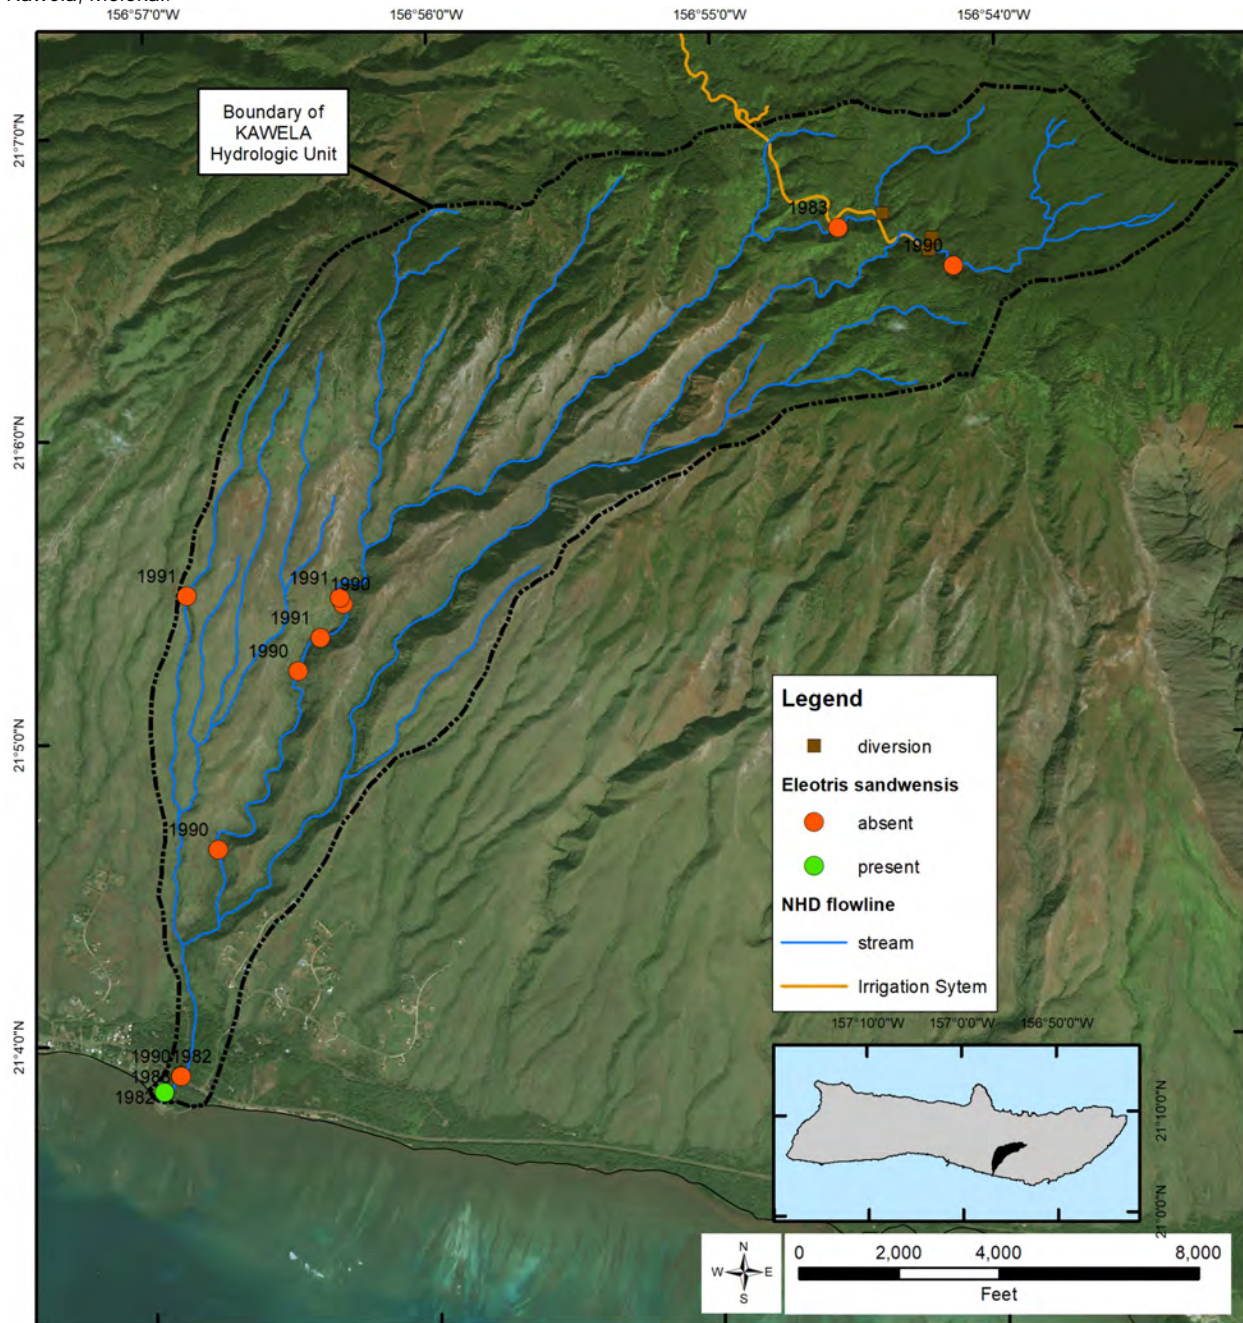 156°57'0"W 156°56'0"W 156°55'0"W 156°54'0"W
21°7'0"N
Boundary of
KAWELA
Hydrologic Unit
1983
1990
21°6'0"N
1991
1991
1990
1991
1990
21°5'0"N
1990
Legend
diversion
Eleotris sandwensis
absent
present
NHD flowline
stream
Irrigation Sytem
21°4'0"N
1990
1982
1982
157°10'0"W 157°0'0"W 156°50'0"W
21°10'0"N
21°0'0"N
N
W E
S
0 2,000 4,000 8,000
Feet